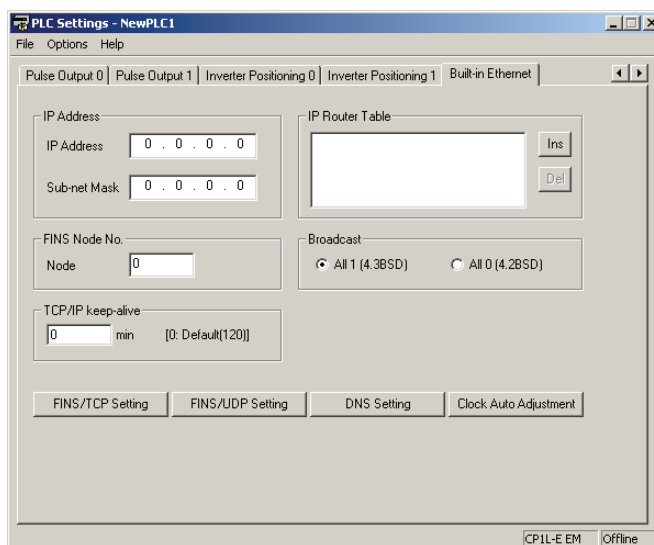 PLC Settings - NewPLC1
File Options Help
Pulse Output 0 Pulse Output 1 Inverter Positioning 0 Inverter Positioning 1 Built-in Ethernet
IP Address
IP Address 0 . 0 . 0 . 0
Sub-net Mask 0 . 0 . 0 . 0
IP Router Table
Ins
Del
FINS Node No.
Node 0
Broadcast
All 1 (4.3BSD) All 0 (4.2BSD)
TCP/IP keep-alive
0 min [0: Default(120)]
FINS/TCP Setting FINS/UDP Setting DNS Setting Clock Auto Adjustment
CP1L-E EM Offline